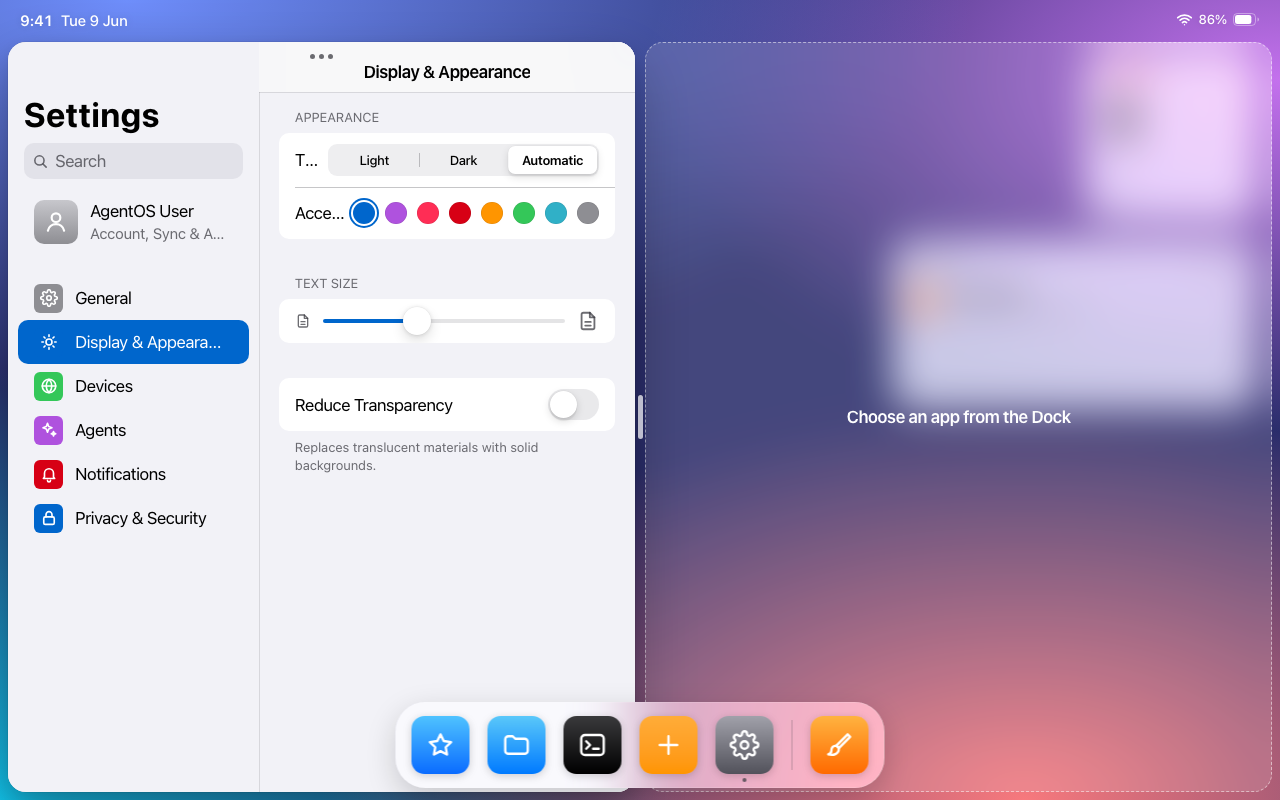 9:41 Tue 9 Jun
86%
Settings
Search
AgentOS User
Account, Sync & A...
General
Display & Appeara...
Devices
Agents
Notifications
Privacy & Security
Display & Appearance
APPEARANCE
T...
Light
Dark
Automatic
Acce...
TEXT SIZE
Reduce Transparency
Replaces translucent materials with solid
backgrounds.
Choose an app from the Dock